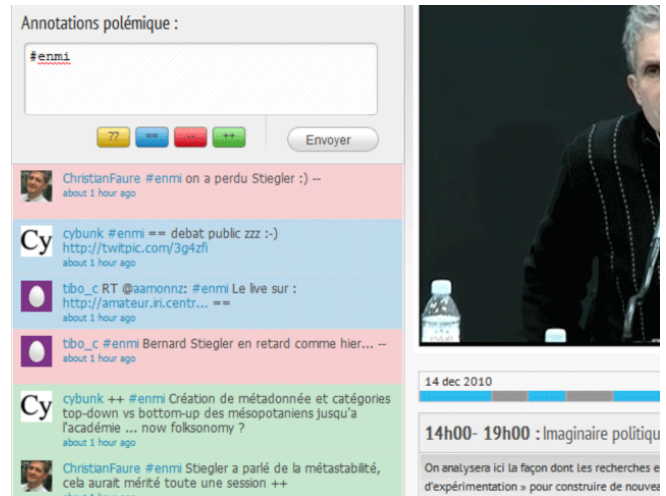 Annotations polémique :
#enmi
?? == -- ++
Envoyer
ChristianFaure #enmi on a perdu Stiegler :) --
about 1 hour ago
Cy
cybunk #enmi == debat public zzz :-)
http://twitpic.com/3g4zfi
about 1 hour ago
tibo_c RT @aamonnz: #enmi Le live sur :
http://amateur.iri.centr... ==
about 1 hour ago
tibo_c #enmi Bernard Stiegler en retard comme hier... --
about 1 hour ago
Cy
cybunk ++ #enmi Création de métadonnée et catégories
top-down vs bottom-up des mésopotaniens jusqu'a
l'académie ... now folksonomy ?
about 1 hour ago
ChristianFaure #enmi Stiegler a parlé de la métastabilité,
cela aurait mérité toute une session ++
about 1 hour ago
14 dec 2010
14h00- 19h00 : Imaginaire politiqu
On analysera ici la façon dont les recherches e
d'expérimentation » pour construire de nouvea